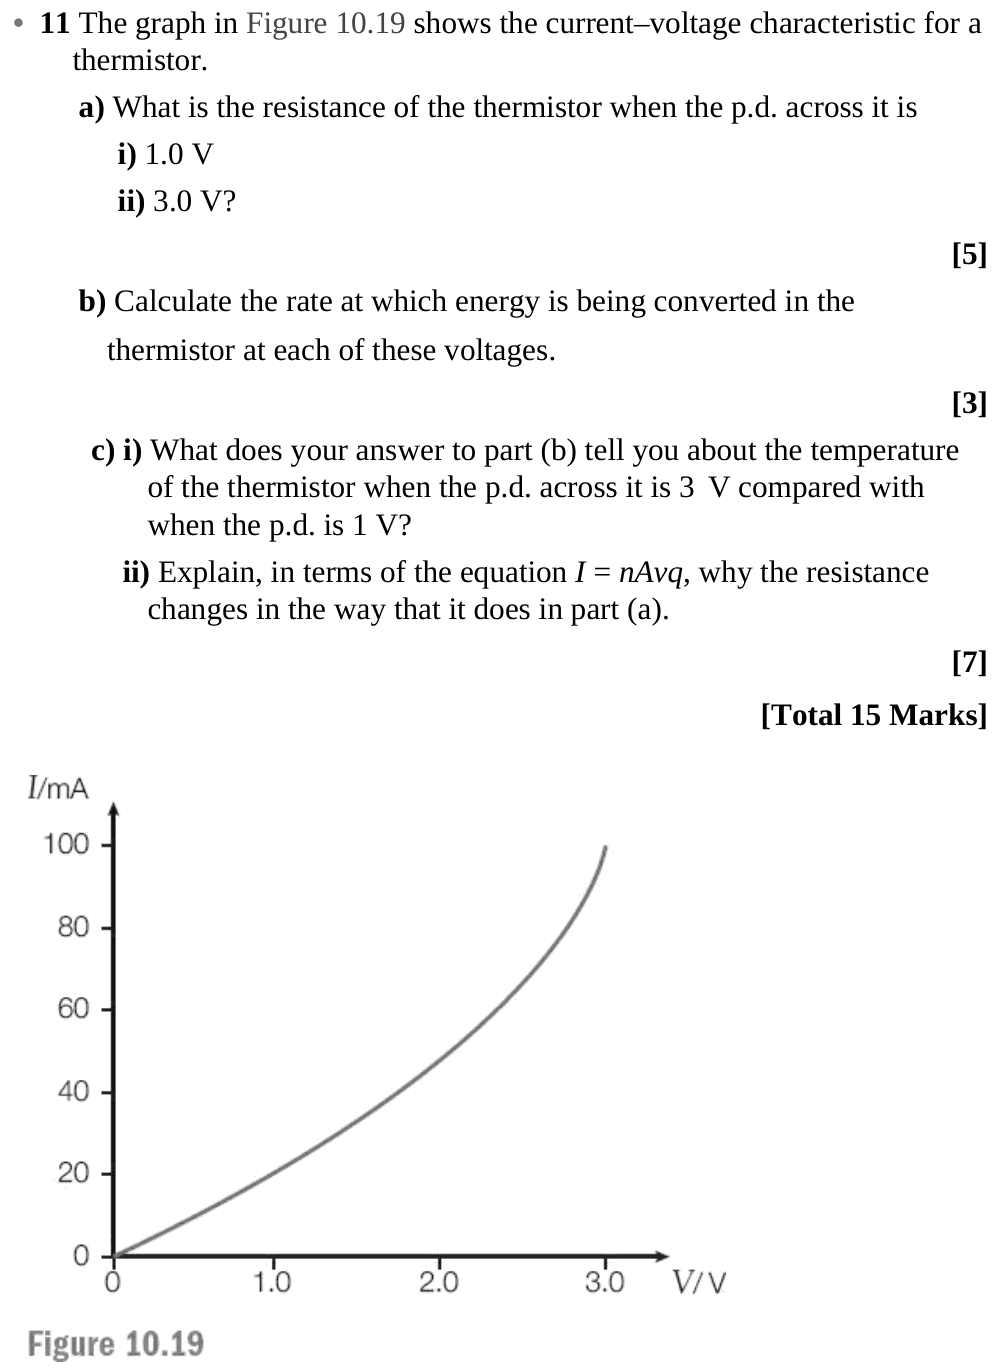 • 11 The graph in Figure 10.19 shows the current–voltage characteristic for a
thermistor.
a) What is the resistance of the thermistor when the p.d. across it is
i) 1.0 V
ii) 3.0 V?
[5]
b) Calculate the rate at which energy is being converted in the
thermistor at each of these voltages.
[3]
c) i) What does your answer to part (b) tell you about the temperature
of the thermistor when the p.d. across it is 3 V compared with
when the p.d. is 1 V?
ii) Explain, in terms of the equation I = nAvq, why the resistance
changes in the way that it does in part (a).
[7]
[Total 15 Marks]
I/mA
100
80
60
40
20
0
0 1.0 2.0 3.0 V/V
Figure 10.19